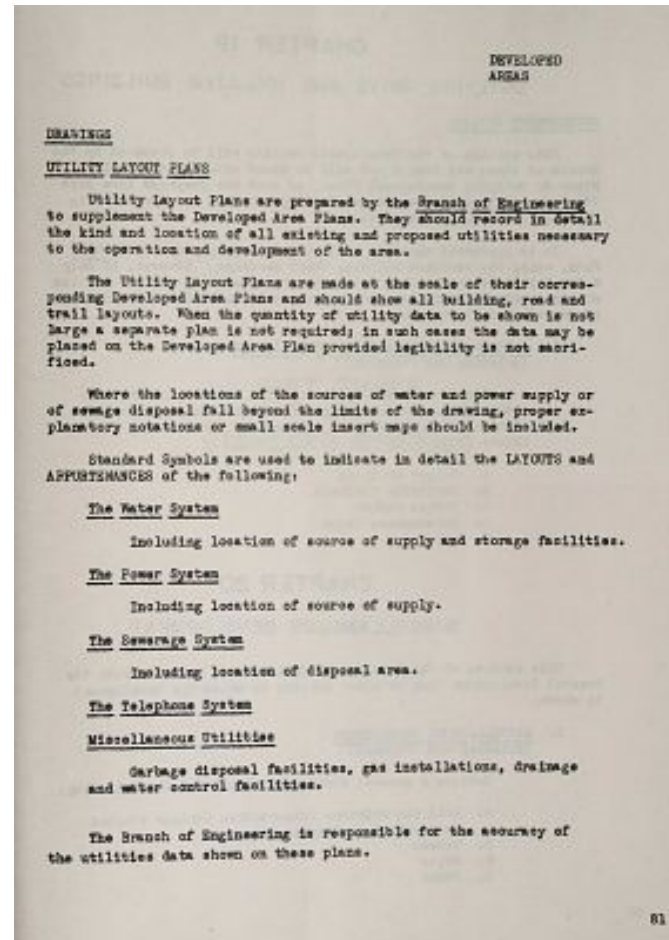 DEVELOPED
AREAS
DRAWINGS
UTILITY LAYOUT PLANS
Utility Layout Plans are prepared by the Branch of Engineering
to supplement the Developed Area Plans. They should record in detail
the kind and location of all existing and proposed utilities necessary
to the operation and development of the area.
The Utility Layout Plans are made at the scale of their corres-
ponding Developed Area Plans and should show all building, road and
trail layouts. When the quantity of utility data to be shown is not
large a separate plan is not required; in such cases the data may be
placed on the Developed Area Plan provided legibility is not sacri-
ficed.
Where the locations of the sources of water and power supply or
of sewage disposal fall beyond the limits of the drawing, proper ex-
planatory notations or small scale insert maps should be included.
Standard Symbols are used to indicate in detail the LAYOUTS and
APPURTENANCES of the following:
The Water System
Including location of source of supply and storage facilities.
The Power System
Including location of source of supply.
The Sewerage System
Including location of disposal area.
The Telephone System
Miscellaneous Utilities
Garbage disposal facilities, gas installations, drainage
and water control facilities.
The Branch of Engineering is responsible for the accuracy of
the utilities data shown on these plans.
81